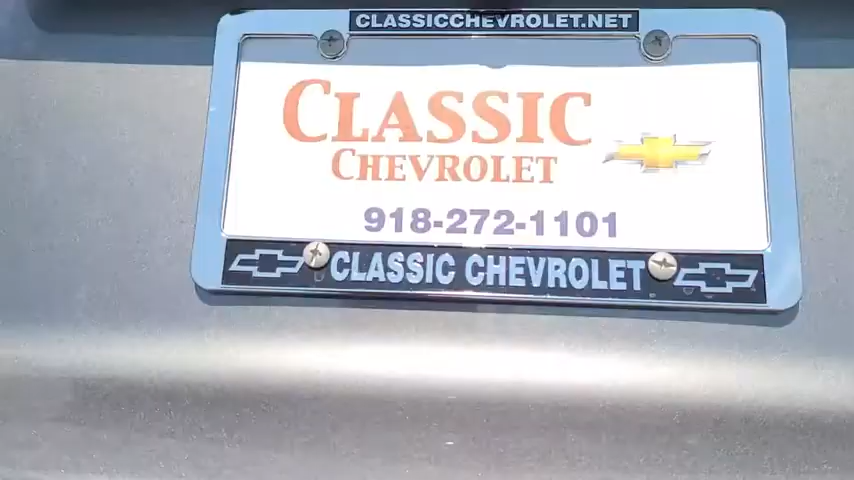 CLASSICCHEVROLET.NET
CLASSIC
CHEVROLET
918-272-1101
CLASSIC CHEVROLET